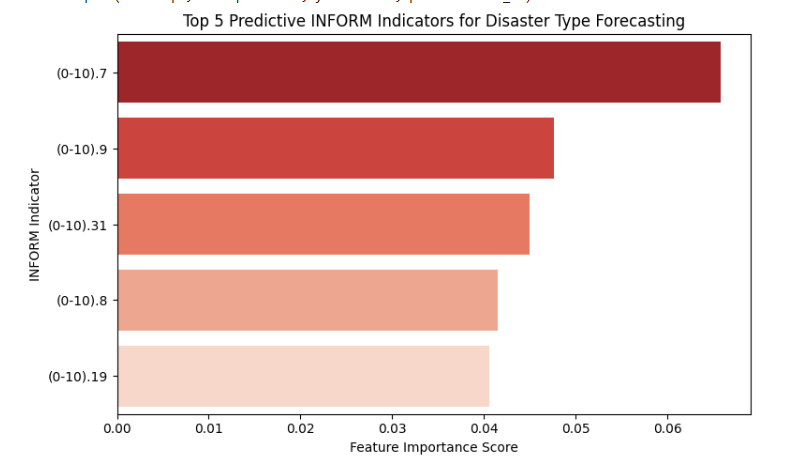 Top 5 Predictive INFORM Indicators for Disaster Type Forecasting
INFORM Indicator
(0-10).7
(0-10).9
(0-10).31
(0-10).8
(0-10).19
0.00 0.01 0.02 0.03 0.04 0.05 0.06
Feature Importance Score